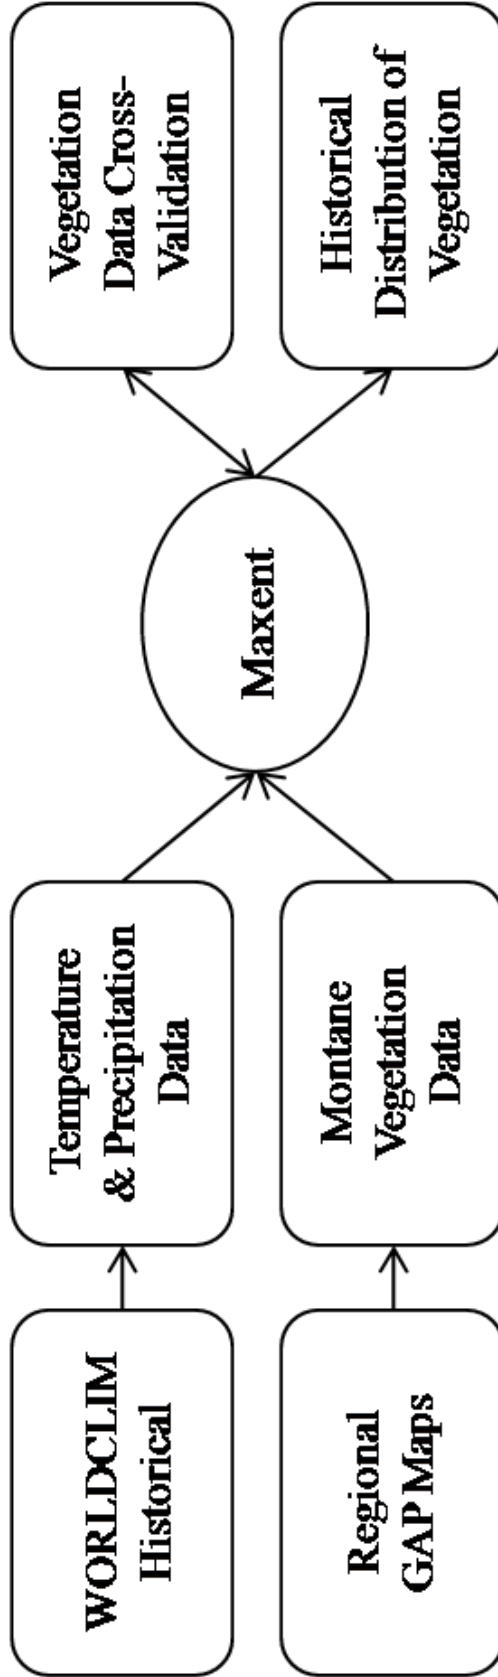 WORLDCLIM
Historical
Temperature
& Precipitation
Data
Vegetation
Data Cross-
Validation
Maxent
Regional
GAP Maps
Montane
Vegetation
Data
Historical
Distribution of
Vegetation